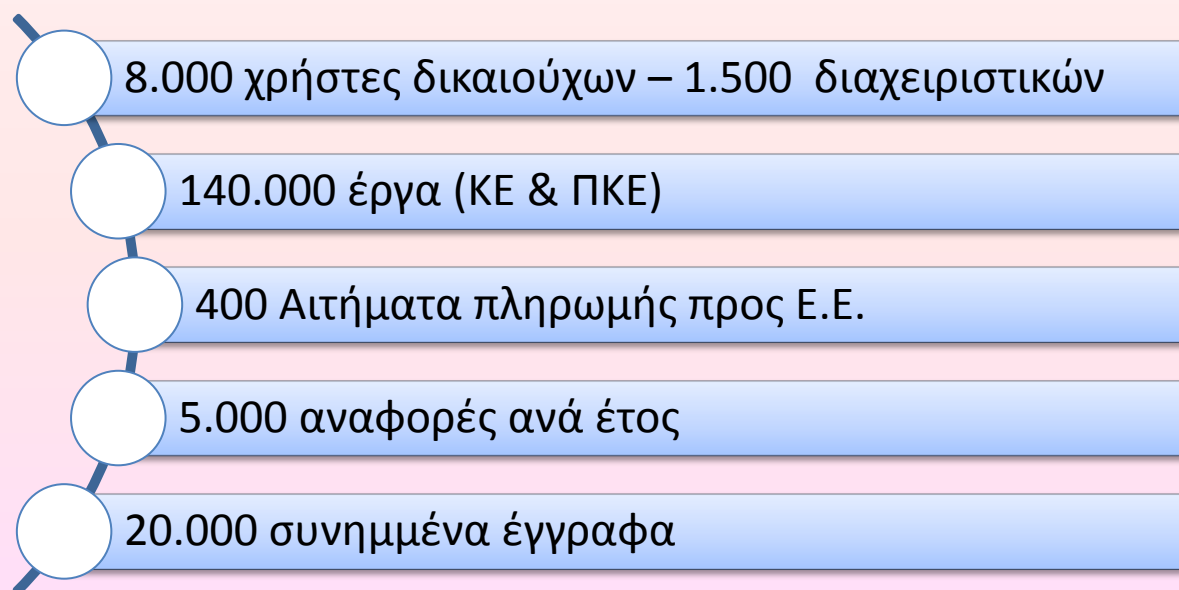 8.000 χρήστες δικαιούχων – 1.500 διαχειριστικών
140.000 έργα (ΚΕ & ΠΚΕ)
400 Αιτήματα πληρωμής προς Ε.Ε.
5.000 αναφορές ανά έτος
20.000 συνημμένα έγγραφα